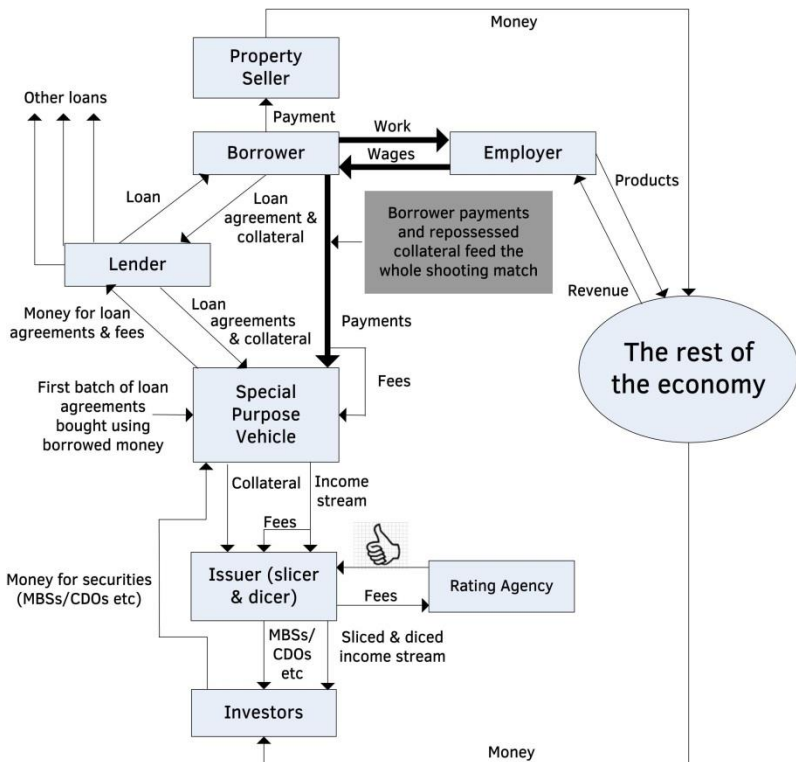 Money
Property
Seller
Other loans
Payment
Work
Borrower
Employer
Wages
Products
Loan
Loan
agreement &
collateral
Borrower payments
and repossessed
collateral feed the
whole shooting match
Lender
Revenue
Money for loan
agreements & fees
Loan
agreements
& collateral
Payments
The rest of
the economy
Fees
First batch of loan
agreements
bought using
borrowed money
Special
Purpose
Vehicle
Collateral
Income
stream
Fees
Money for securities
(MBSs/CDOs etc)
Issuer (slicer
& dicer)
Rating Agency
Fees
MBSs/
CDOs
etc
Sliced & diced
income stream
Investors
Money